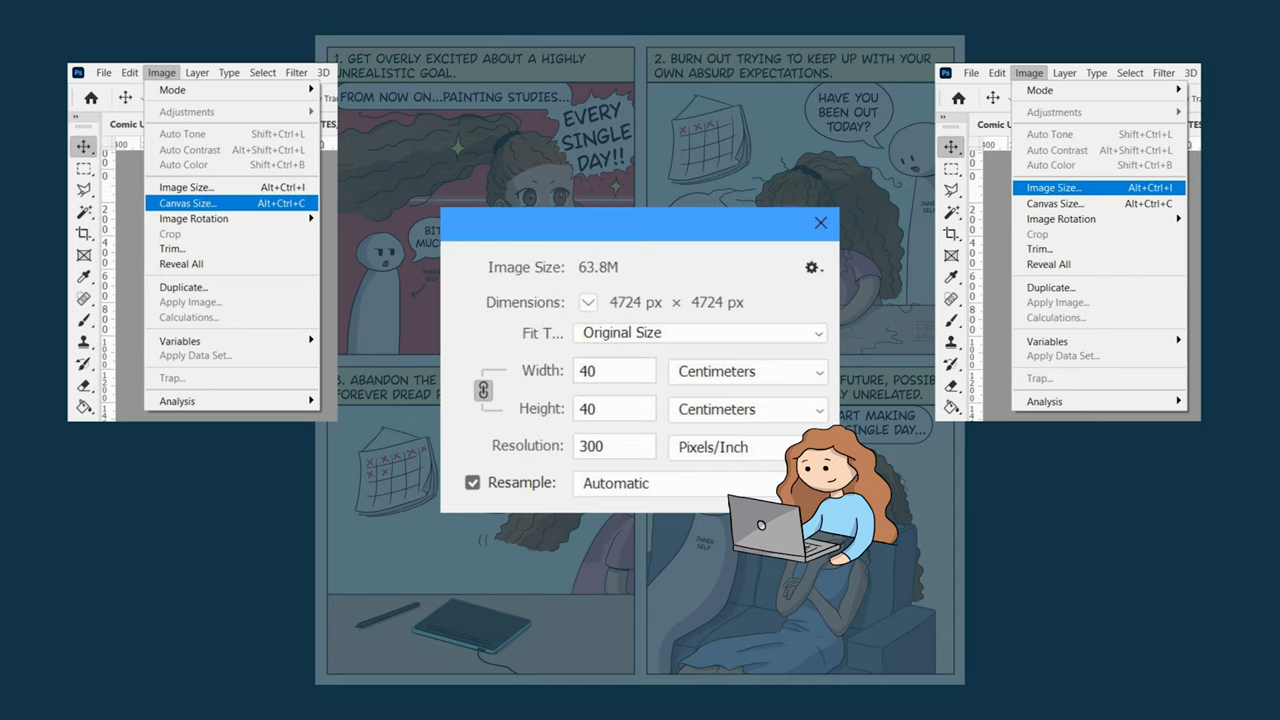 1. GET OVERLY EXCITED ABOUT A HIGHLY
UNREALISTIC GOAL.
FROM NOW ON...PAINTING STUDIES...
EVERY
SINGLE
DAY!!
2. BURN OUT TRYING TO KEEP UP WITH YOUR
OWN ABSURD EXPECTATIONS.
HAVE YOU
BEEN OUT
TODAY?
File Edit Image Layer Type Select Filter 3D
Mode
Adjustments
Comic
Auto Tone Shift+Ctrl+L
Auto Contrast Alt+Shift+Ctrl+L
Auto Color Shift+Ctrl+B
Image Size... Alt+Ctrl+I
Canvas Size... Alt+Ctrl+C
Image Rotation
Crop
Trim...
Reveal All
Duplicate...
Apply Image...
Calculations...
Variables
Apply Data Set...
Trap...
Analysis
Image Size: 63.8M
Dimensions: 4724 px × 4724 px
Fit T... Original Size
Width: 40 Centimeters
Height: 40 Centimeters
Resolution: 300 Pixels/Inch
Resample: Automatic
File Edit Image Layer Type Select Filter 3D
Mode
Adjustments
Comic
Auto Tone Shift+Ctrl+L
Auto Contrast Alt+Shift+Ctrl+L
Auto Color Shift+Ctrl+B
Image Size... Alt+Ctrl+I
Canvas Size... Alt+Ctrl+C
Image Rotation
Crop
Trim...
Reveal All
Duplicate...
Apply Image...
Calculations...
Variables
Apply Data Set...
Trap...
Analysis
3. ABANDON THE
FOREVER DREAD
FUTURE,
MAKING
SINGLE DAY...
INNER
SELF